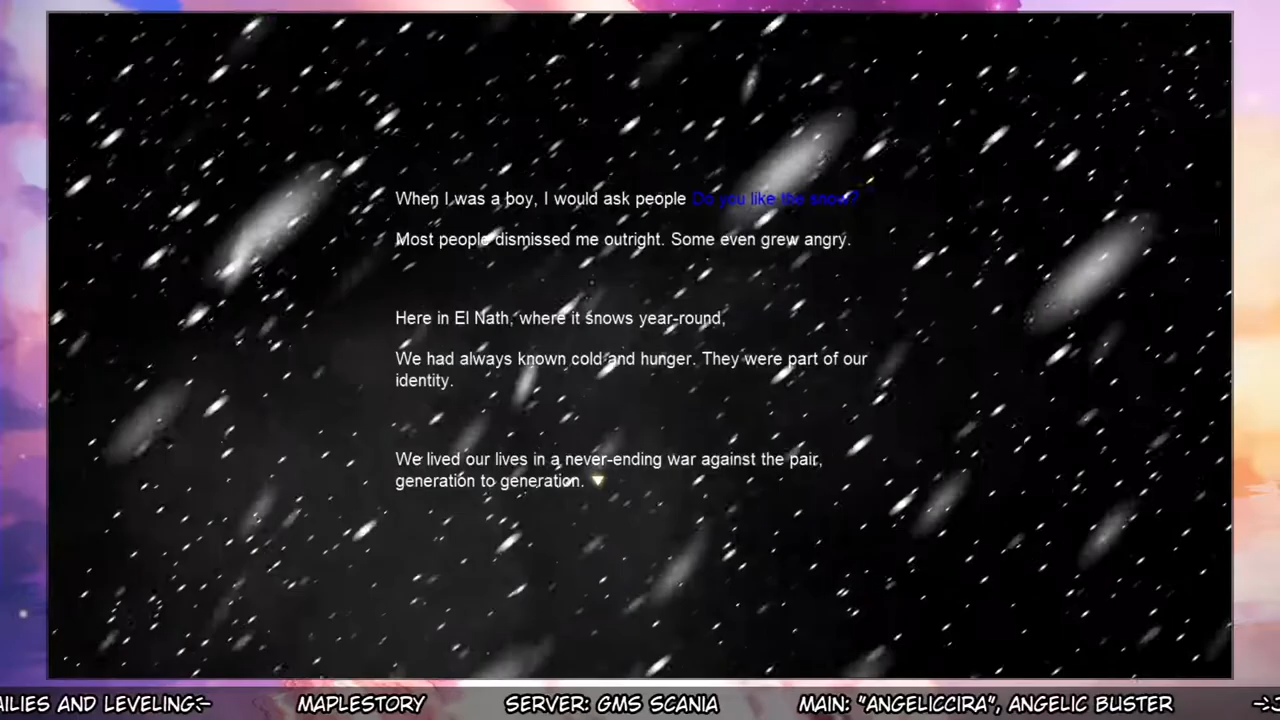 When I was a boy, I would ask people Do you like the snow?
Most people dismissed me outright. Some even grew angry.
Here in El Nath, where it snows year-round,
We had always known cold and hunger. They were part of our
identity.
We lived our lives in a never-ending war against the pair,
generation to generation.
AILIES AND LEVELING:~ MAPLESTORY SERVER: GMS SCANIA MAIN: "ANGELICCIRA", ANGELIC BUSTER